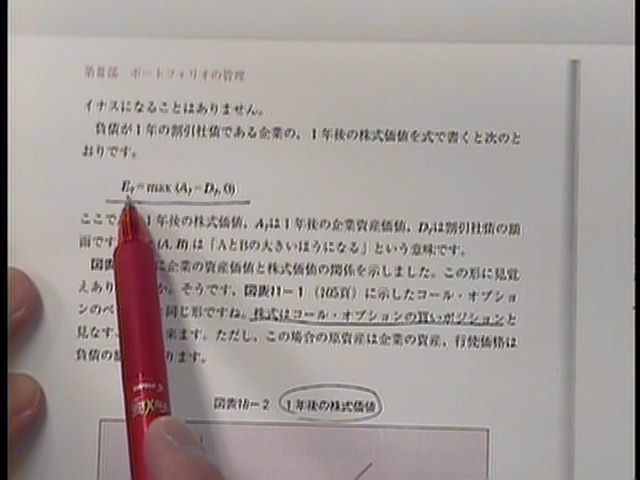 第Ⅲ部 ポートフォリオの管理
イナスになることはありません。
負債が1年の割引社債である企業の、1年後の株式価値を式で書くと次のと
おりです。
E₁=max (A₁−D₁, 0)
ここで 1年後の株式価値、A₁は1年後の企業資産価値、D₁は割引社債の額
面です (A, B) は「AとBの大きいほうになる」という意味です。
図表 に企業の資産価値と株式価値の関係を示しました。この形に見覚
えあり か。そうです、図表11−1（165頁）に示したコール・オプショ
ンのペ と同じ形ですね。株式はコール・オプションの買いポジションと
見なす 来ます。ただし、この場合の原資産は企業の資産、行使価格は
負債の額 ります。
図表18−2 1年後の株式価値